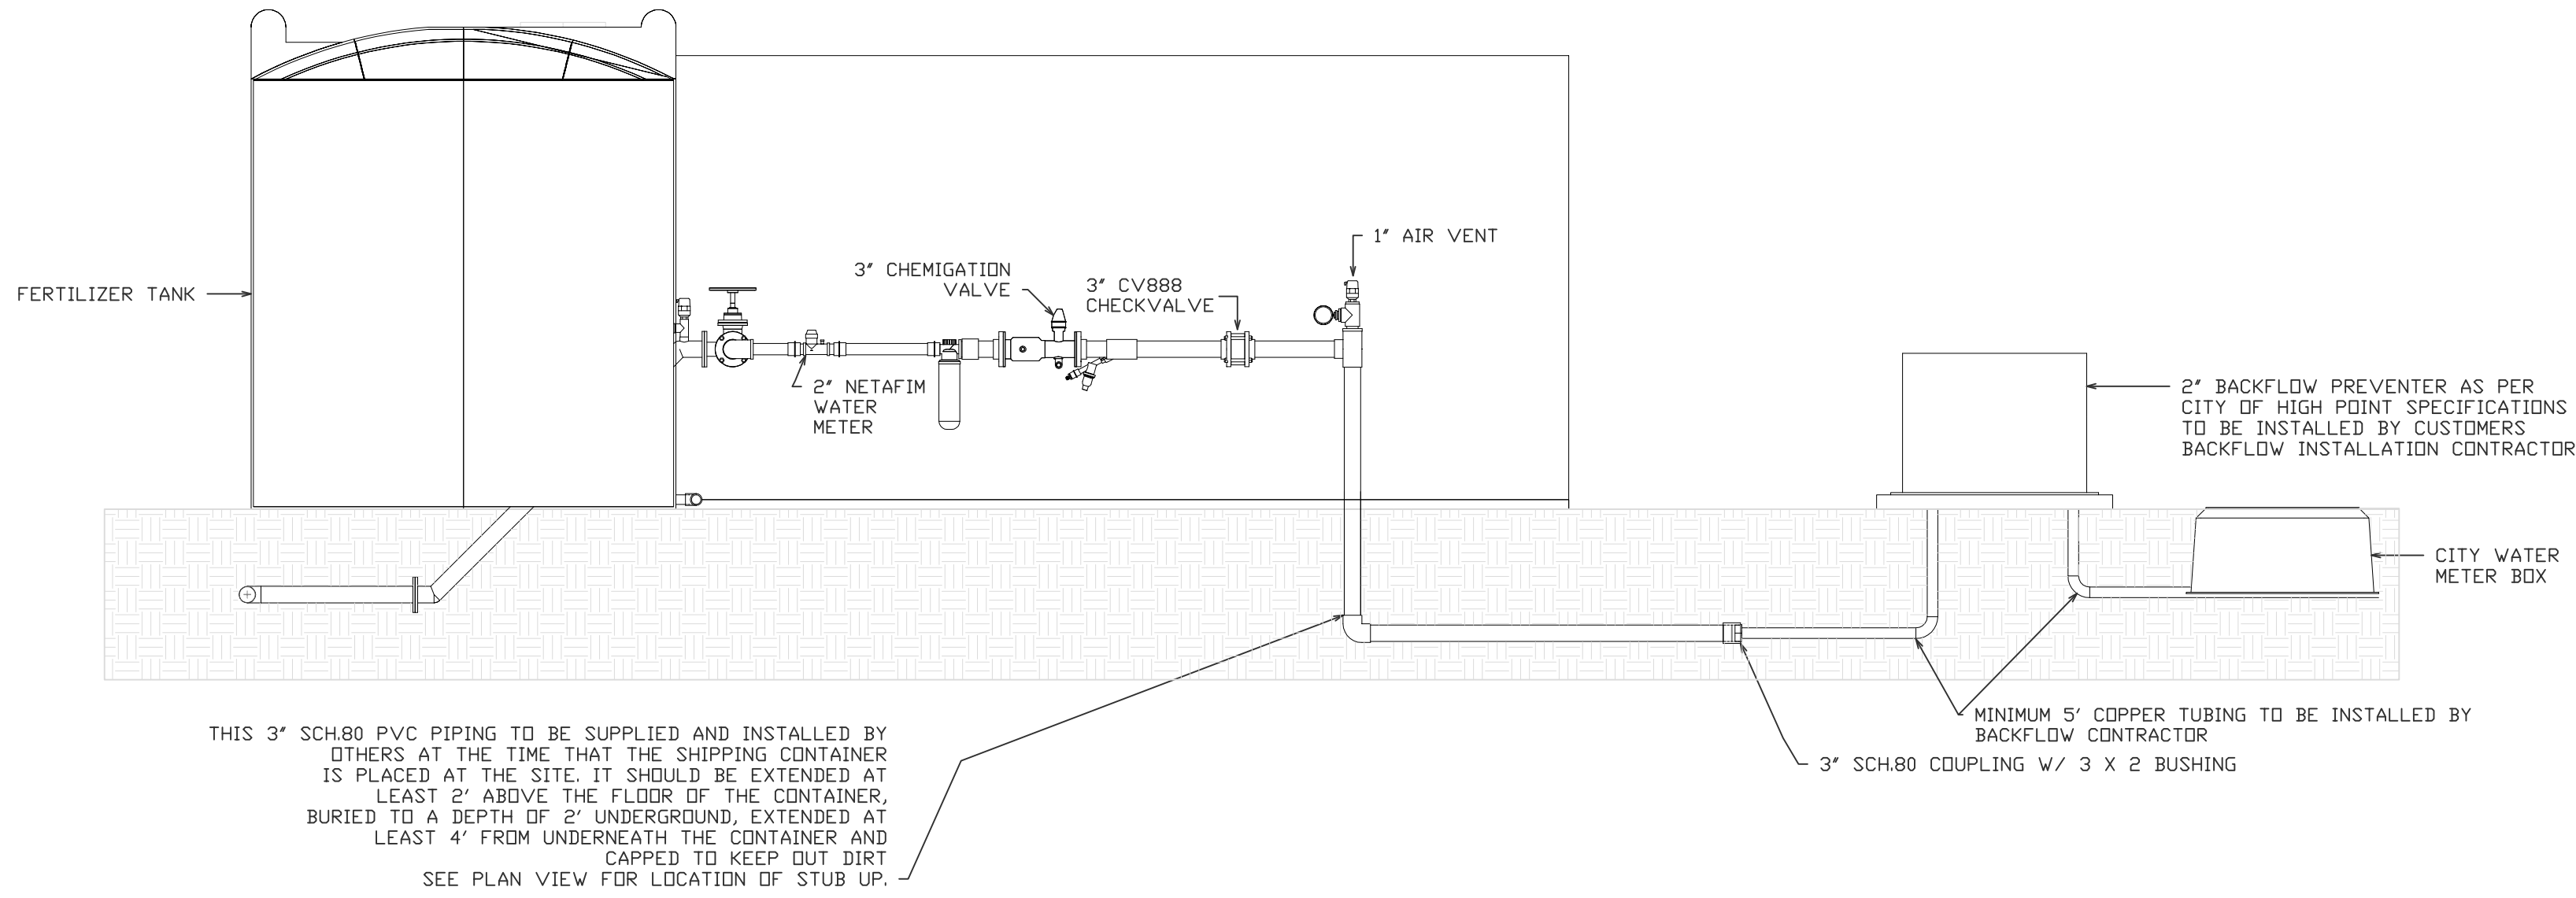 1″ AIR VENT
3″ CHEMIGATION
VALVE
3″ CV888
CHECKVALVE
FERTILIZER TANK
2″ NETAFIM
WATER
METER
2″ BACKFLOW PREVENTER AS PER
CITY OF HIGH POINT SPECIFICATIONS
TO BE INSTALLED BY CUSTOMERS
BACKFLOW INSTALLATION CONTRACTOR
CITY WATER
METER BOX
THIS 3″ SCH.80 PVC PIPING TO BE SUPPLIED AND INSTALLED BY
OTHERS AT THE TIME THAT THE SHIPPING CONTAINER
IS PLACED AT THE SITE. IT SHOULD BE EXTENDED AT
LEAST 2′ ABOVE THE FLOOR OF THE CONTAINER,
BURIED TO A DEPTH OF 2′ UNDERGROUND, EXTENDED AT
LEAST 4′ FROM UNDERNEATH THE CONTAINER AND
CAPPED TO KEEP OUT DIRT
SEE PLAN VIEW FOR LOCATION OF STUB UP.
MINIMUM 5′ COPPER TUBING TO BE INSTALLED BY
BACKFLOW CONTRACTOR
3″ SCH.80 COUPLING W/ 3 X 2 BUSHING